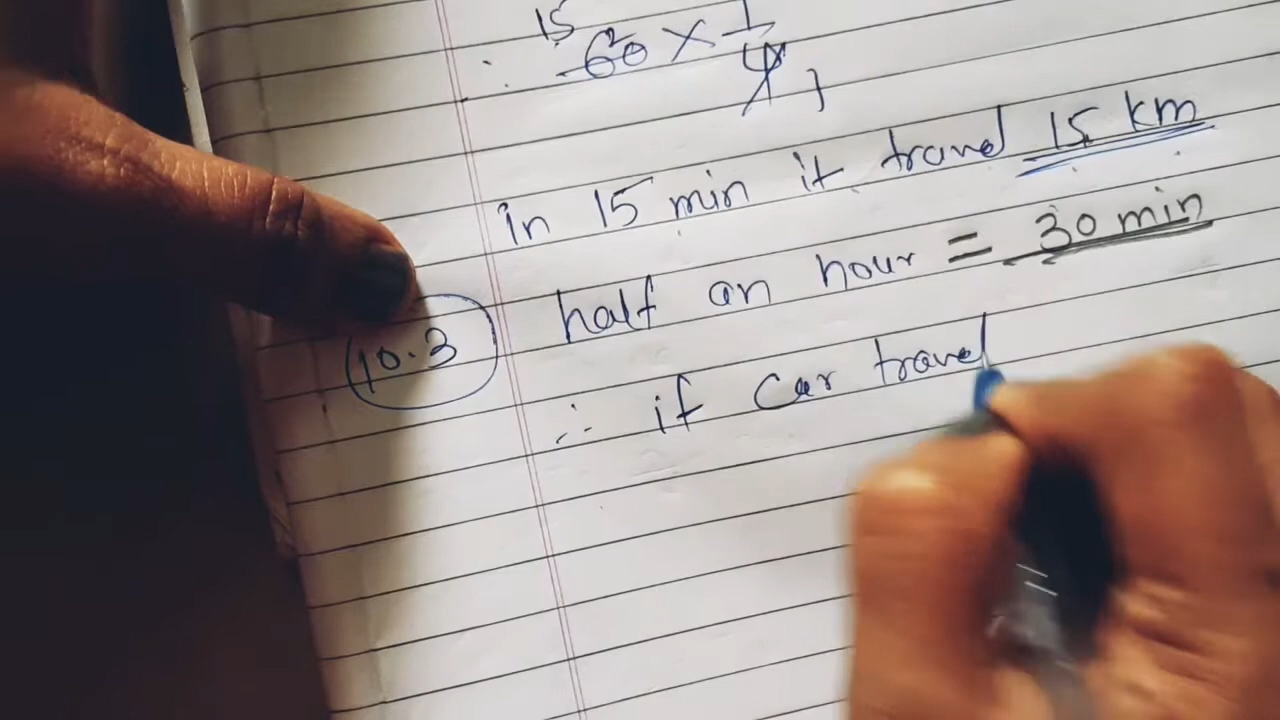 15
60 × 1/4 1
in 15 min it travel 15 km
half an hour = 30 min
10.3
∴ if Car travel